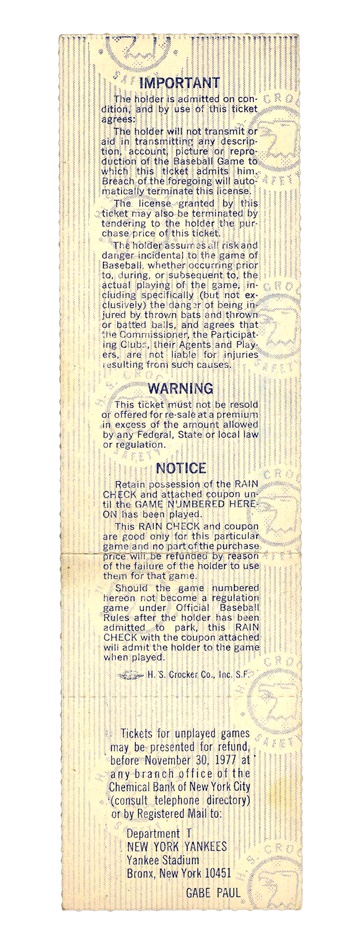 IMPORTANT
The holder is admitted on con-
dition, and by use of this ticket
agrees:
The holder will not transmit or
aid in transmitting any descrip-
tion, account, picture or repro-
duction of the Baseball Game to
which this ticket admits him.
Breach of the foregoing will auto-
matically terminate this license.
The license granted by this
ticket may also be terminated by
tendering to the holder the pur-
chase price of this ticket.
The holder assumes all risk and
danger incidental to the game of
Baseball, whether occurring prior
to, during, or subsequent to, the
actual playing of the game, in-
cluding specifically (but not ex-
clusively) the danger of being in-
jured by thrown bats and thrown
or batted balls, and agrees that
the Commissioner, the Participat-
ing Clubs, their Agents and Play-
ers, are not liable for injuries
resulting from such causes.
WARNING
This ticket must not be resold
or offered for re-sale at a premium
in excess of the amount allowed
by any Federal, State or local law
or regulation.
NOTICE
Retain possession of the RAIN
CHECK and attached coupon un-
til the GAME NUMBERED HERE-
ON has been played.
This RAIN CHECK and coupon
are good only for this particular
game and no part of the purchase
price will be refunded by reason
of the failure of the holder to use
them for that game.
Should the game numbered
hereon not become a regulation
game under Official Baseball
Rules after the holder has been
admitted to park, this RAIN
CHECK with the coupon attached
will admit the holder to the game
when played.
H. S. Crocker Co., Inc. S.F.
Tickets for unplayed games
may be presented for refund,
before November 30, 1977 at
any branch office of the
Chemical Bank of New York City
(consult telephone directory)
or by Registered Mail to:
Department T
NEW YORK YANKEES
Yankee Stadium
Bronx, New York 10451
GABE PAUL